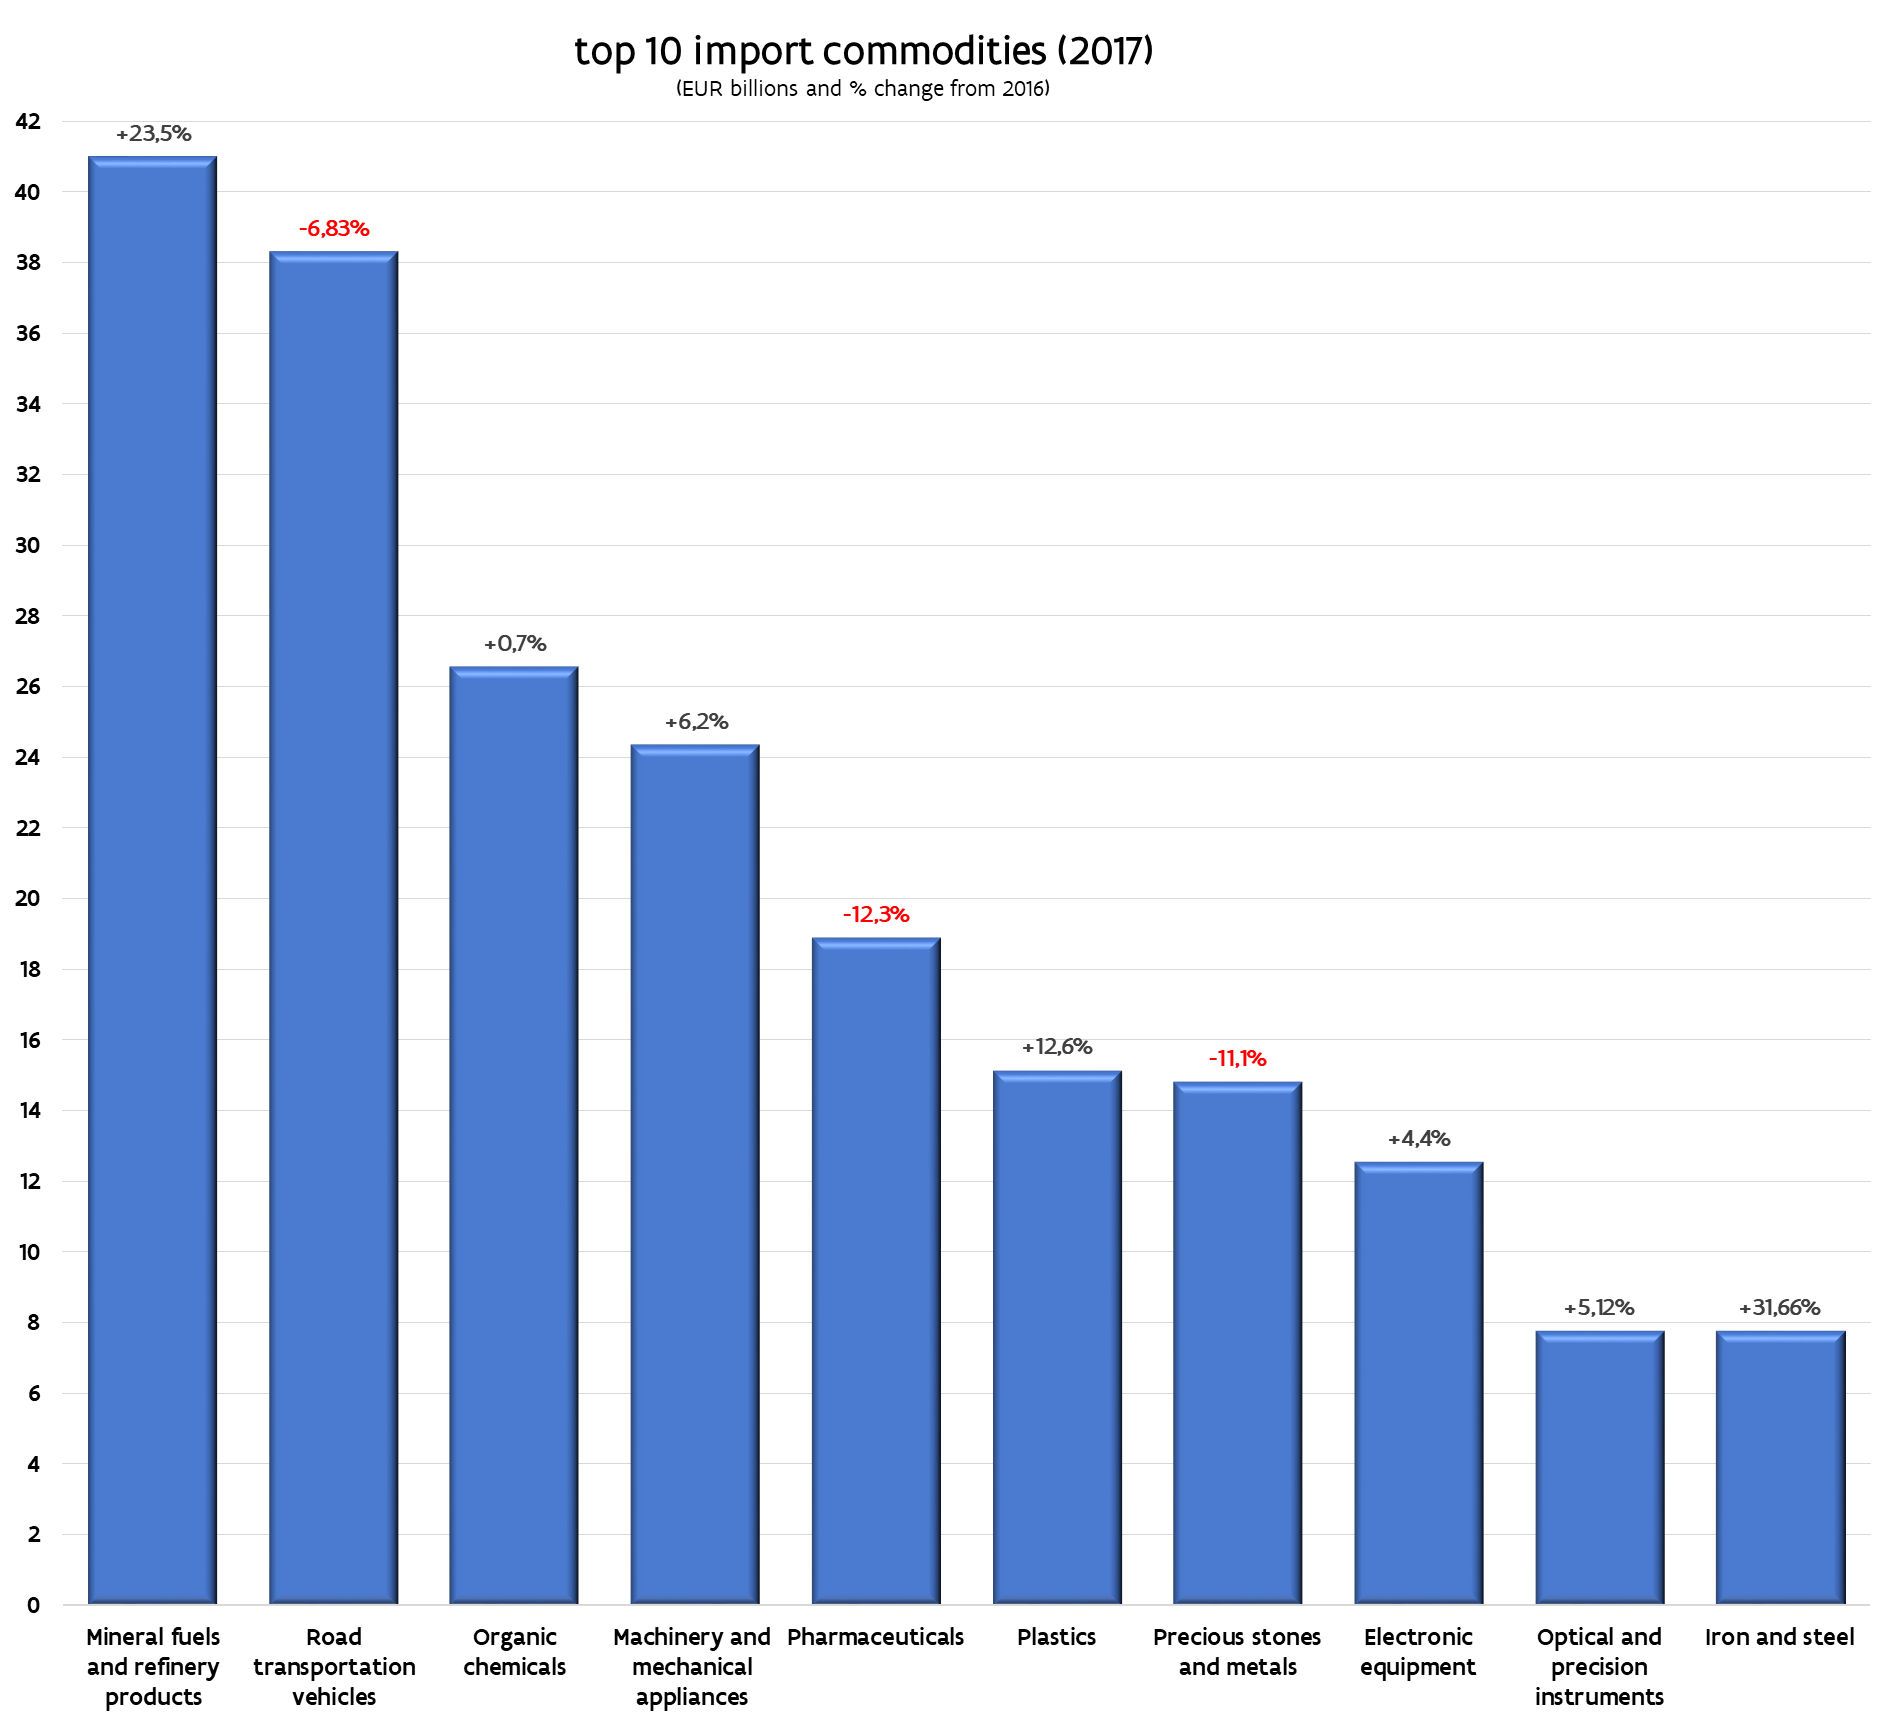 top 10 import commodities (2017)
(EUR billions and % change from 2016)
42
40
38
36
34
32
30
28
26
24
22
20
18
16
14
12
10
8
6
4
2
0
+23,5%
-6,83%
+0,7%
+6,2%
-12,3%
+12,6%
-11,1%
+4,4%
+5,12%
+31,66%
Mineral fuels
and refinery
products
Road
transportation
vehicles
Organic
chemicals
Machinery and
mechanical
appliances
Pharmaceuticals
Plastics
Precious stones
and metals
Electronic
equipment
Optical and
precision
instruments
Iron and steel